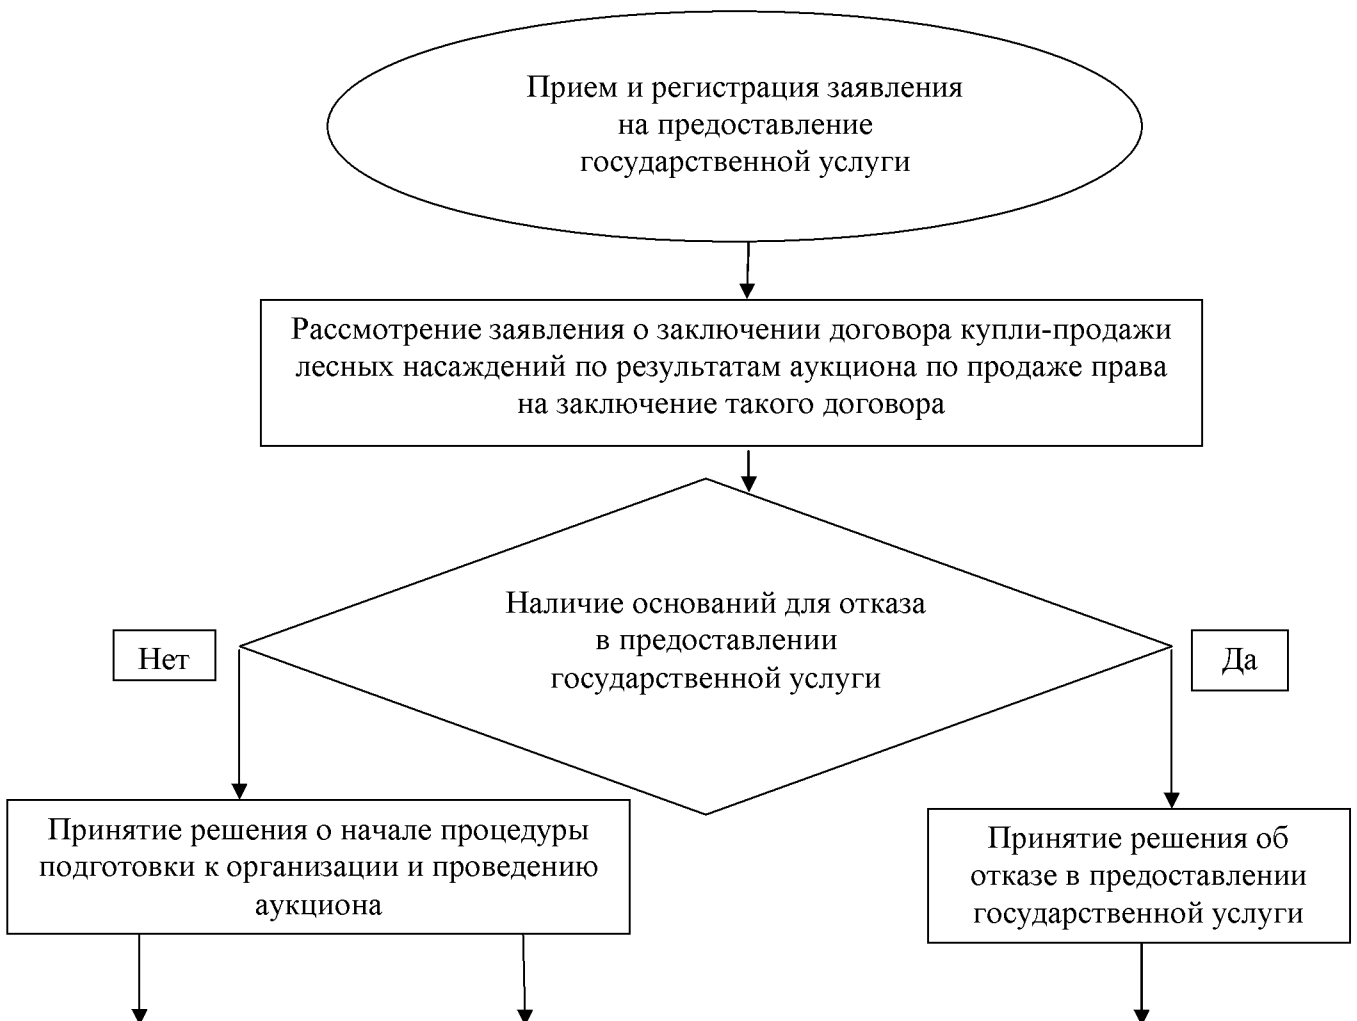 Прием и регистрация заявления
на предоставление
государственной услуги
Рассмотрение заявления о заключении договора купли-продажи
лесных насаждений по результатам аукциона по продаже права
на заключение такого договора
Наличие оснований для отказа
в предоставлении
государственной услуги
Нет
Да
Принятие решения о начале процедуры
подготовки к организации и проведению
аукциона
Принятие решения об
отказе в предоставлении
государственной услуги